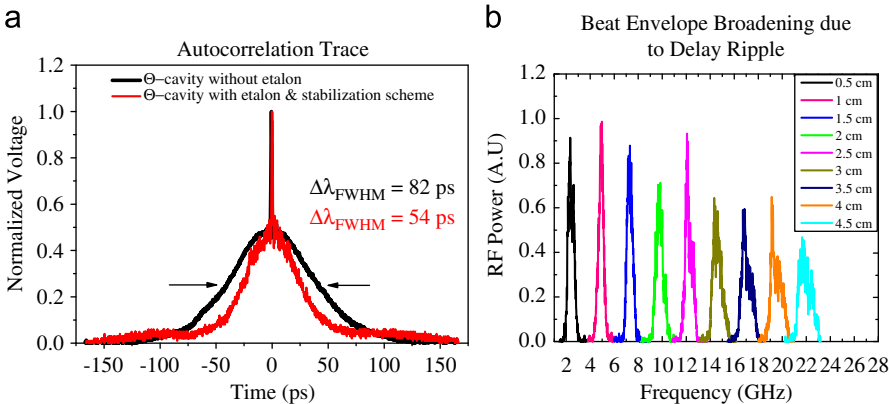 a
Autocorrelation Trace
1.2
1.0
0.8
0.6
0.4
0.2
0.0
Normalized Voltage
Θ−cavity without etalon
Θ−cavity with etalon & stabilization scheme
ΔλFWHM = 82 ps
ΔλFWHM = 54 ps
-150 -100 -50 0 50 100 150
Time (ps)
b
Beat Envelope Broadening due
to Delay Ripple
1.2
1.0
0.8
0.6
0.4
0.2
0.0
RF Power (A.U)
0.5 cm
1 cm
1.5 cm
2 cm
2.5 cm
3 cm
3.5 cm
4 cm
4.5 cm
2 4 6 8 10 12 14 16 18 20 22 24 26 28
Frequency (GHz)